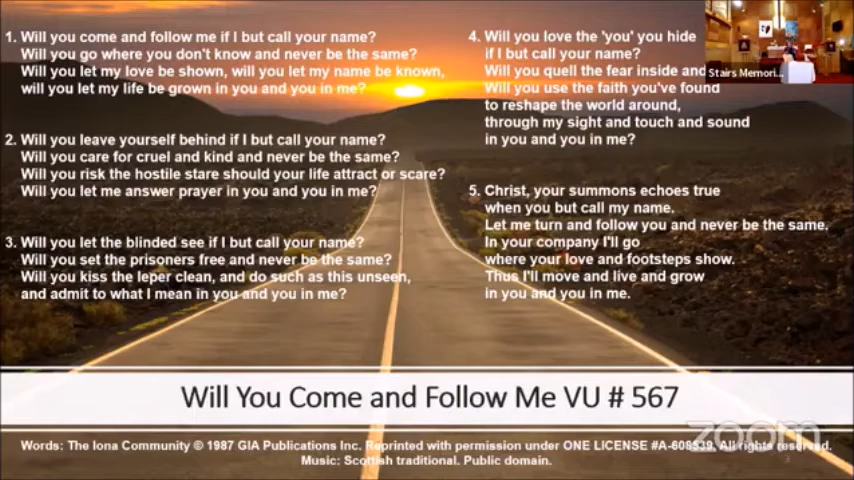 1. Will you come and follow me if I but call your name?
Will you go where you don't know and never be the same?
Will you let my love be shown, will you let my name be known,
will you let my life be grown in you and you in me?
2. Will you leave yourself behind if I but call your name?
Will you care for cruel and kind and never be the same?
Will you risk the hostile stare should your life attract or scare?
Will you let me answer prayer in you and you in me?
3. Will you let the blinded see if I but call your name?
Will you set the prisoners free and never be the same?
Will you kiss the leper clean, and do such as this unseen,
and admit to what I mean in you and you in me?
4. Will you love the 'you' you hide
if I but call your name?
Will you quell the fear inside and
Will you use the faith you've found
to reshape the world around,
through my sight and touch and sound
in you and you in me?
5. Christ, your summons echoes true
when you but call my name.
Let me turn and follow you and never be the same.
In your company I'll go
where your love and footsteps show.
Thus I'll move and live and grow
in you and you in me.
Stairs Memori...
Will You Come and Follow Me VU # 567
zoom
Words: The Iona Community © 1987 GIA Publications Inc. Reprinted with permission under ONE LICENSE #A-608539. All rights reserved.
Music: Scottish traditional. Public domain.